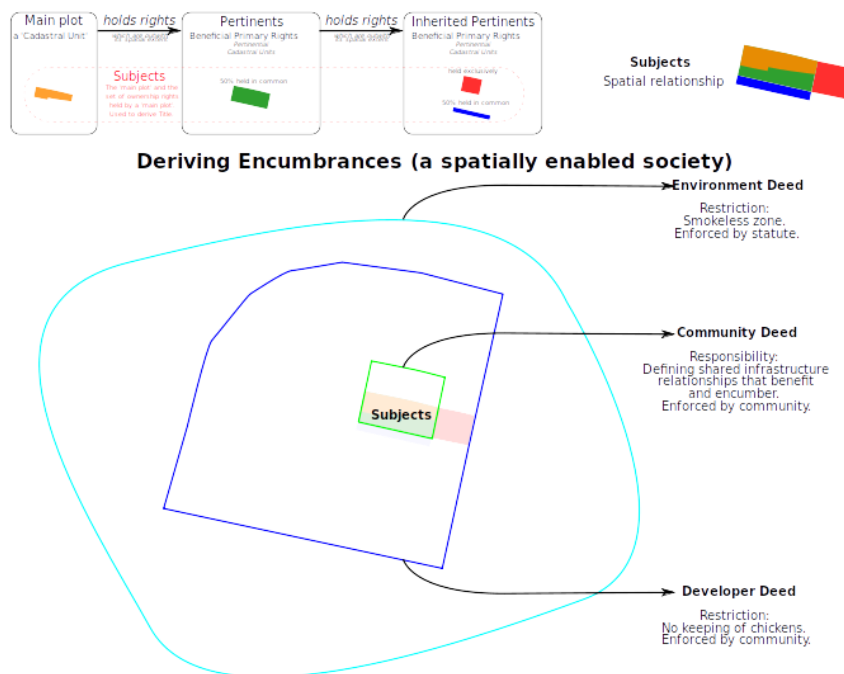 Main plot
a 'Cadastral Unit'
holds rights
Pertinents
Beneficial Primary Rights
Pertinential
Cadastral Units
holds rights
Inherited Pertinents
Beneficial Primary Rights
Pertinential
Cadastral Units
Subjects
The 'main plot' and the
set of ownership rights
held by a 'main plot'.
Used to derive Title.
50% held in common
held exclusively
50% held in common
Subjects
Spatial relationship
Deriving Encumbrances (a spatially enabled society)
Environment Deed
Restriction:
Smokeless zone.
Enforced by statute.
Community Deed
Responsibility:
Defining shared infrastructure
relationships that benefit
and encumber.
Enforced by community.
Subjects
Developer Deed
Restriction:
No keeping of chickens.
Enforced by community.